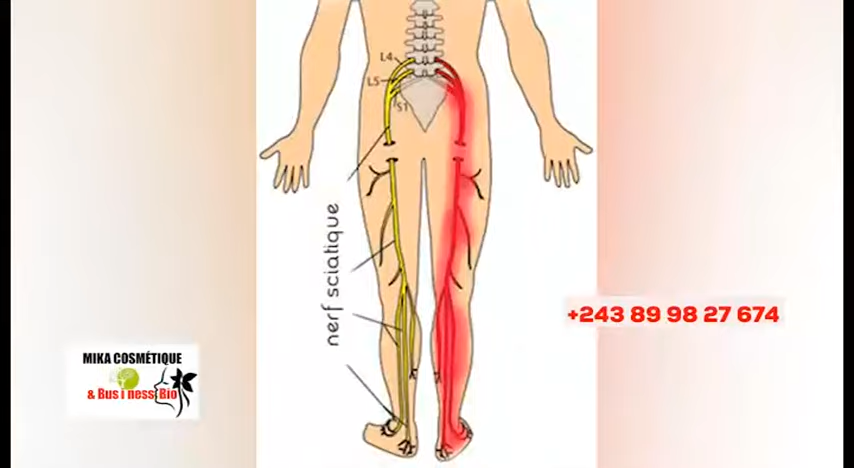 L4
L5
S1
nerf sciatique
+243 89 98 27 674
MIKA COSMÉTIQUE
& Business Bio